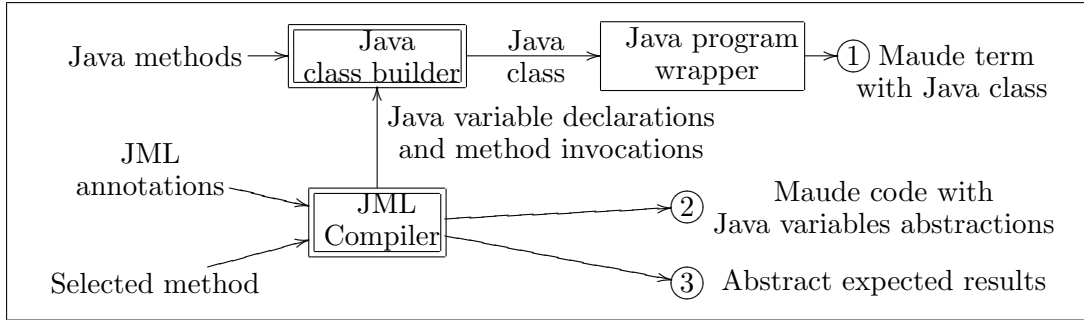 Java methods
Java
class builder
Java
class
Java program
wrapper
1
Maude term
with Java class
Java variable declarations
and method invocations
JML
annotations
JML
Compiler
Selected method
2
Maude code with
Java variables abstractions
3
Abstract expected results